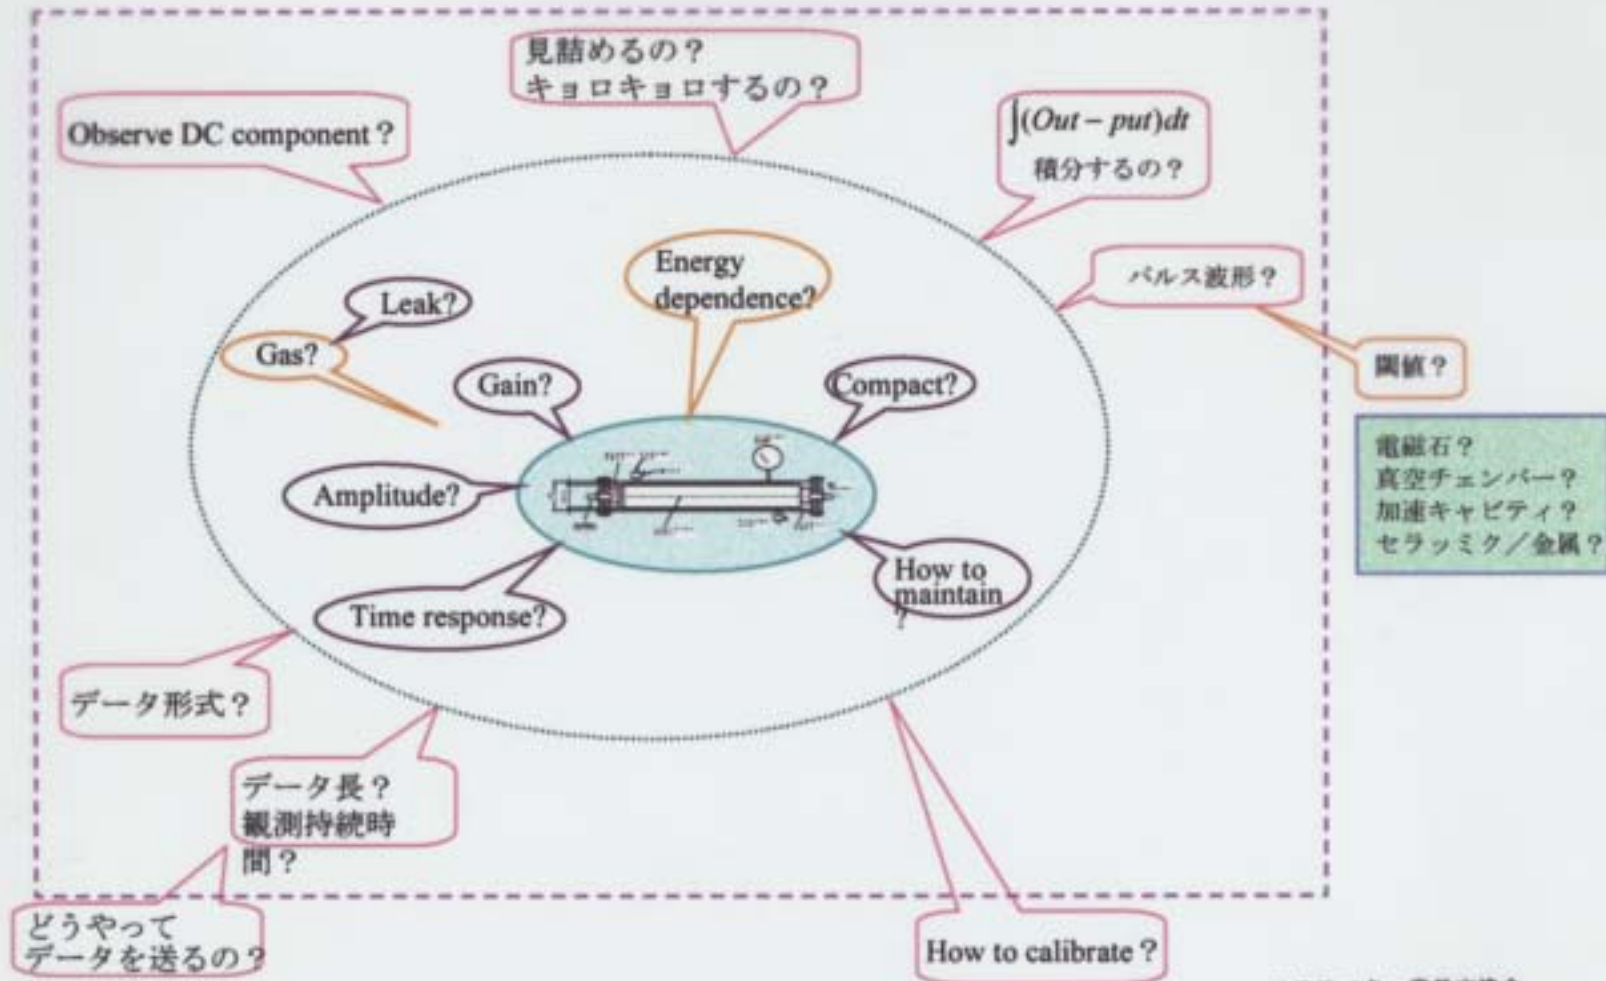 見詰めるの？
キョロキョロするの？
Observe DC component？
∫(Out − put)dt
積分するの？
パルス波形？
閾値？
Energy
dependence?
Leak?
Gas?
Gain?
Compact?
Amplitude?
Time response?
How to
maintain
?
電磁石？
真空チェンバー？
加速キャビティ？
セラッミク／金属？
データ形式？
データ長？
観測持続時
間？
どうやって
データを送るの？
How to calibrate？